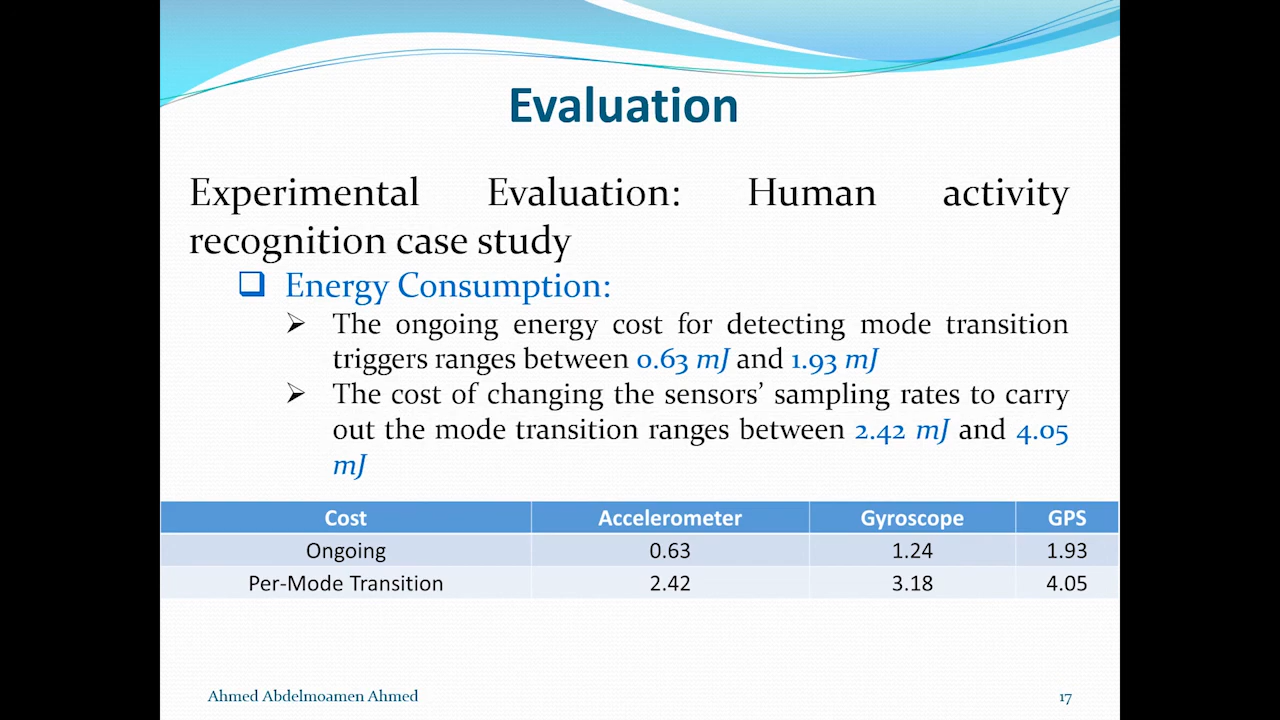 Evaluation
Experimental Evaluation: Human activity
recognition case study
Energy Consumption:
The ongoing energy cost for detecting mode transition
triggers ranges between 0.63 mJ and 1.93 mJ
The cost of changing the sensors’ sampling rates to carry
out the mode transition ranges between 2.42 mJ and 4.05
mJ
Cost Accelerometer Gyroscope GPS
Ongoing 0.63 1.24 1.93
Per-Mode Transition 2.42 3.18 4.05
Ahmed Abdelmoamen Ahmed 17